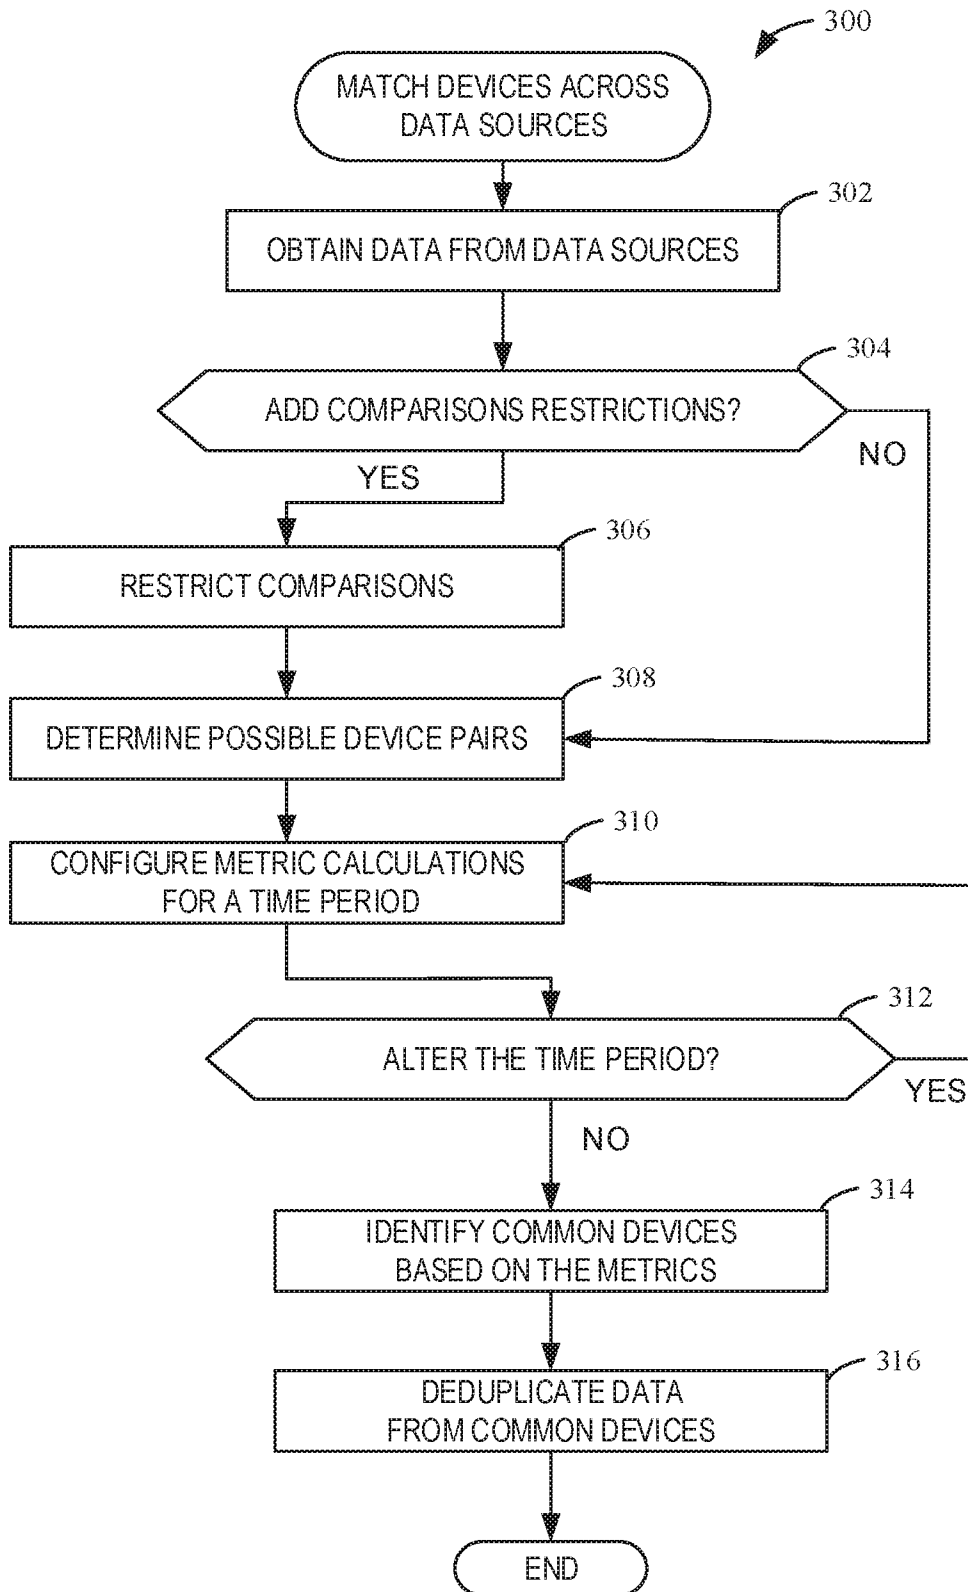 300
MATCH DEVICES ACROSS
DATA SOURCES
302
OBTAIN DATA FROM DATA SOURCES
304
ADD COMPARISONS RESTRICTIONS?
NO
YES
306
RESTRICT COMPARISONS
308
DETERMINE POSSIBLE DEVICE PAIRS
310
CONFIGURE METRIC CALCULATIONS
FOR A TIME PERIOD
312
ALTER THE TIME PERIOD?
YES
NO
314
IDENTIFY COMMON DEVICES
BASED ON THE METRICS
316
DEDUPLICATE DATA
FROM COMMON DEVICES
END